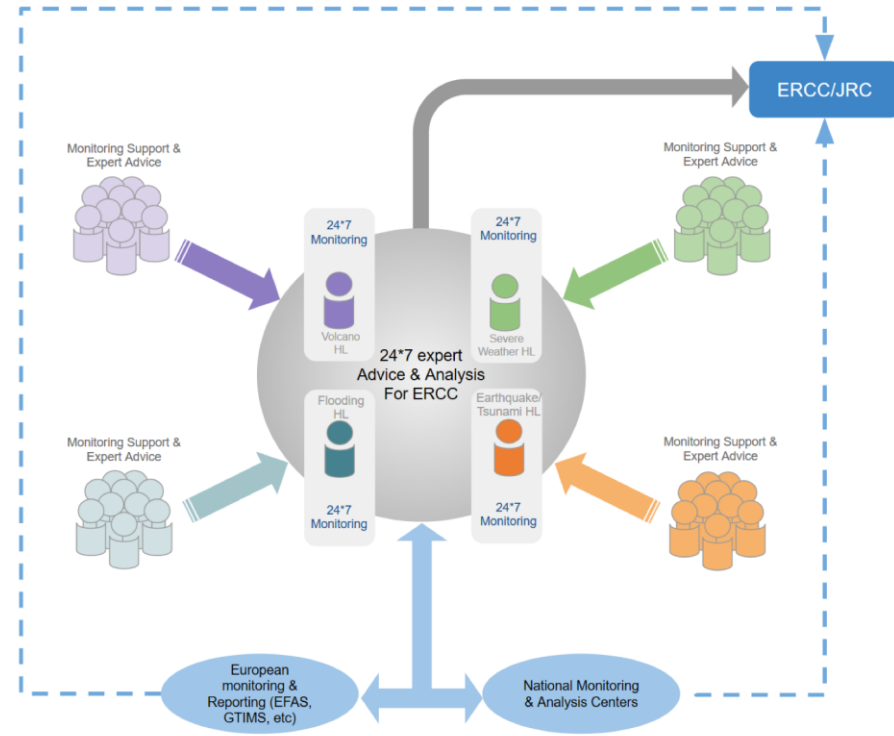 ERCC/JRC
Monitoring Support &
Expert Advice
Monitoring Support &
Expert Advice
24*7
Monitoring
Volcano
HL
24*7
Monitoring
Severe
Weather HL
24*7 expert
Advice & Analysis
For ERCC
Flooding
HL
24*7
Monitoring
Earthquake/
Tsunami HL
24*7
Monitoring
Monitoring Support &
Expert Advice
Monitoring Support &
Expert Advice
European
monitoring &
Reporting (EFAS,
GTIMS, etc)
National Monitoring
& Analysis Centers